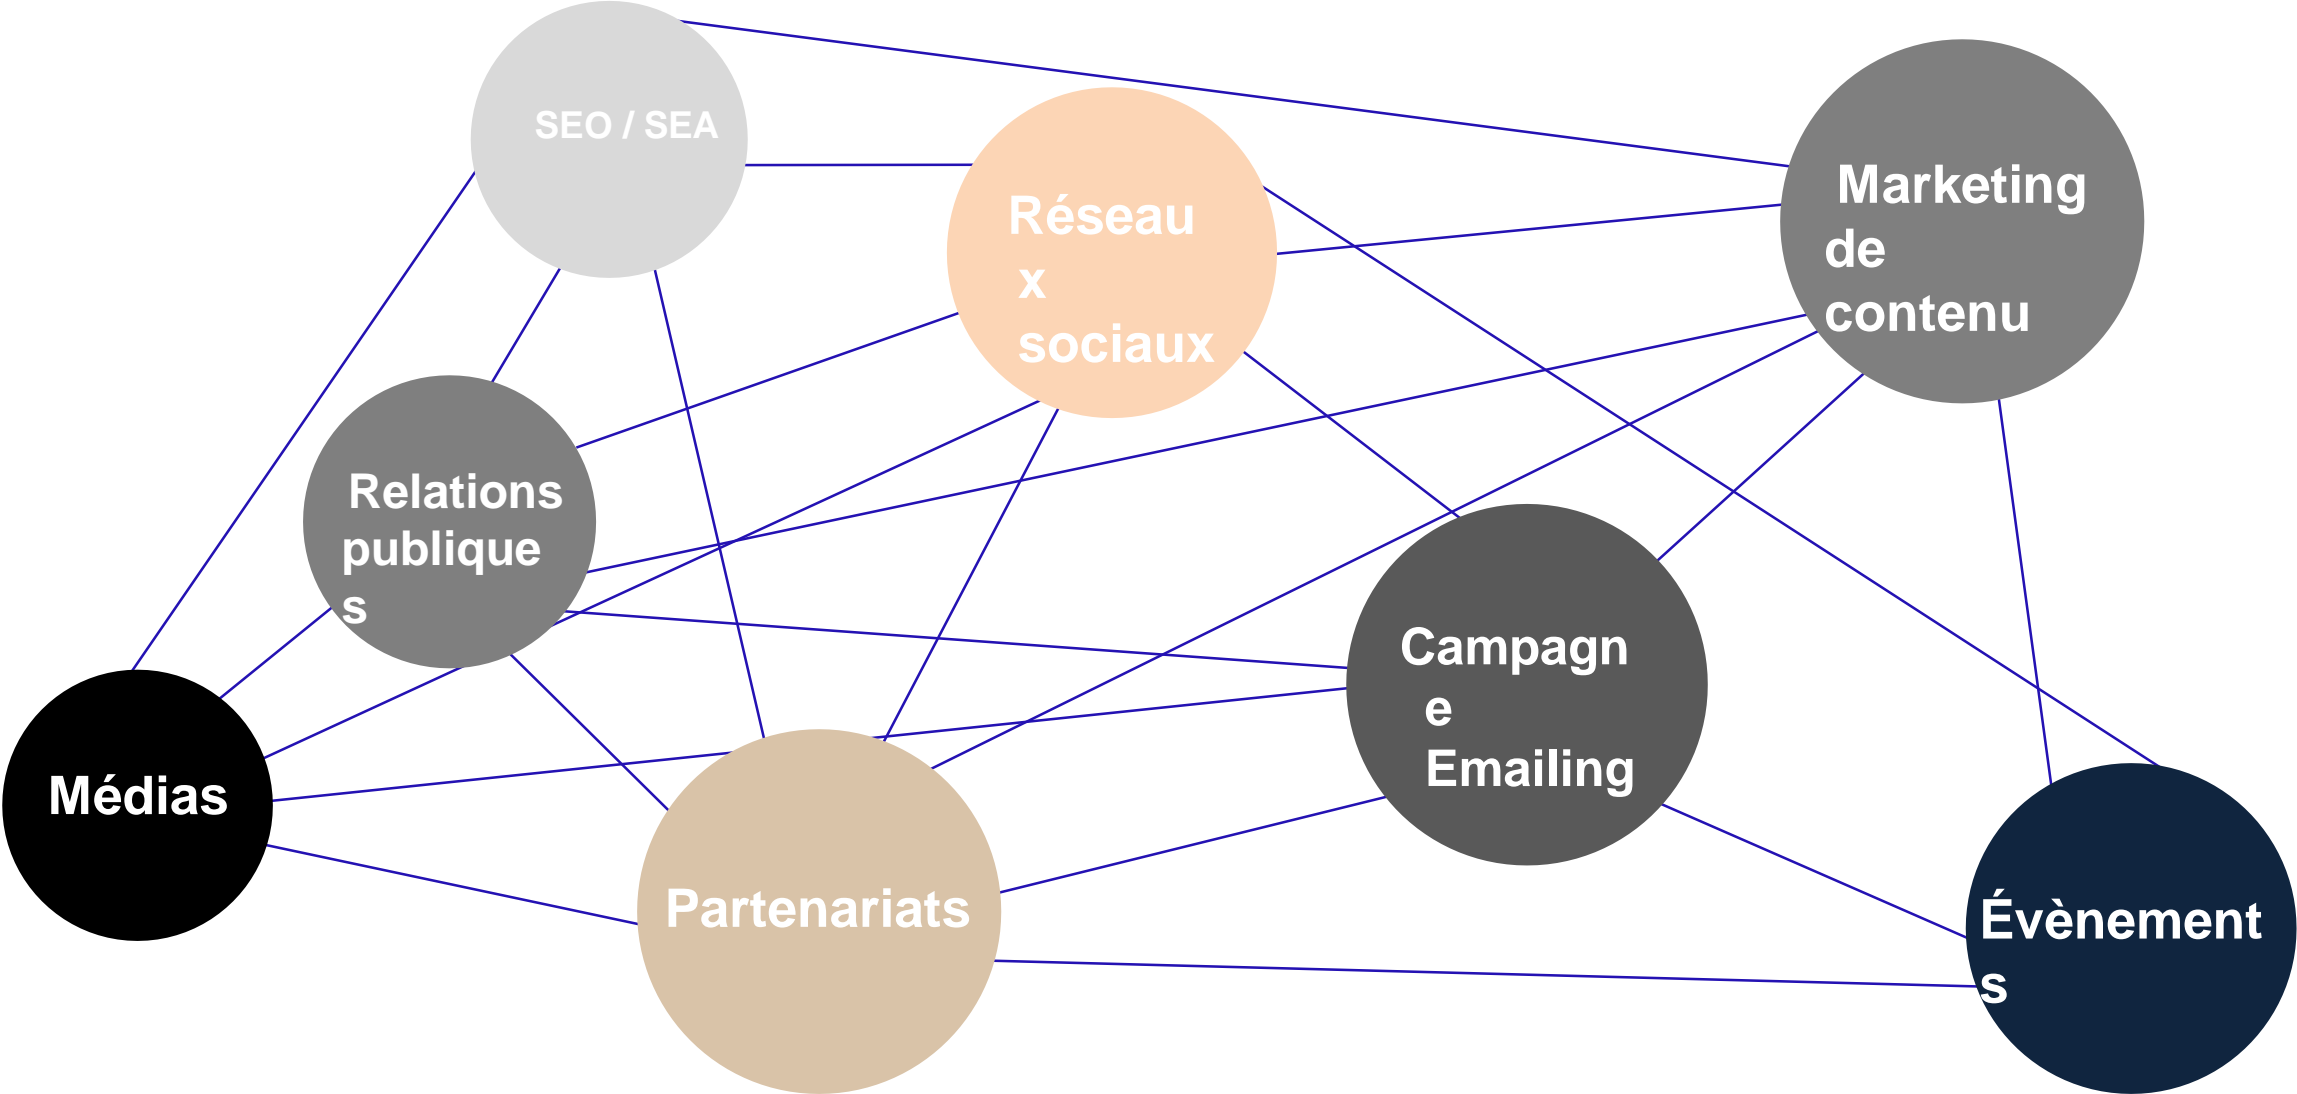 SEO / SEA
Réseau
x
sociaux
Marketing
de
contenu
Relations
publique
s
Campagn
e
Emailing
Médias
Partenariats
Évènement
s